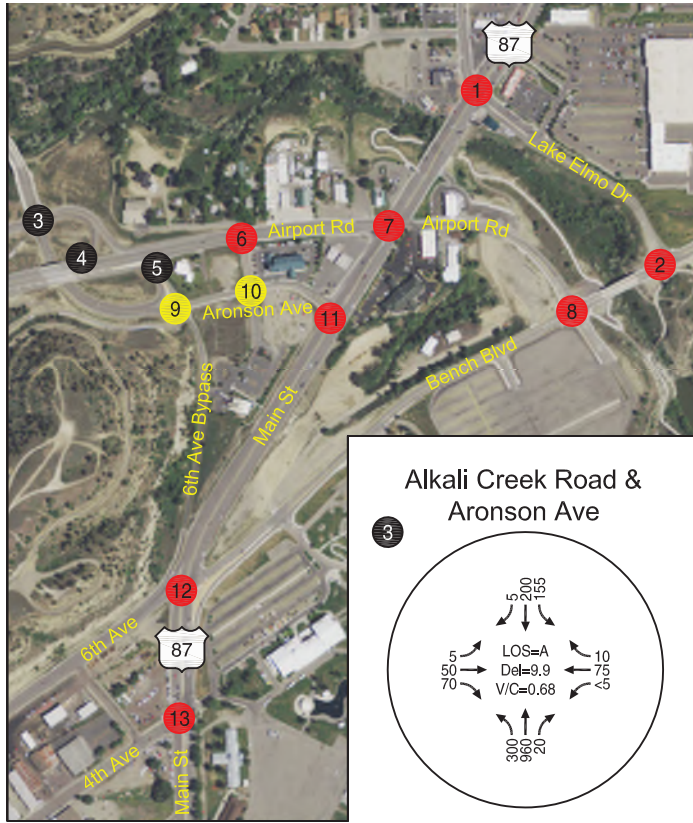 87
1
Lake Elmo Dr
3
6
Airport Rd
7
Airport Rd
4
5
2
10
9
Aronson Ave
11
8
Bench Blvd
6th Ave Bypass
Main St
12
6th Ave
87
13
4th Ave
Main St
Alkali Creek Road &
Aronson Ave
3
5
200
155
5
50
70
LOS=A
Del=9.9
V/C=0.68
10
75
<5
300
960
20